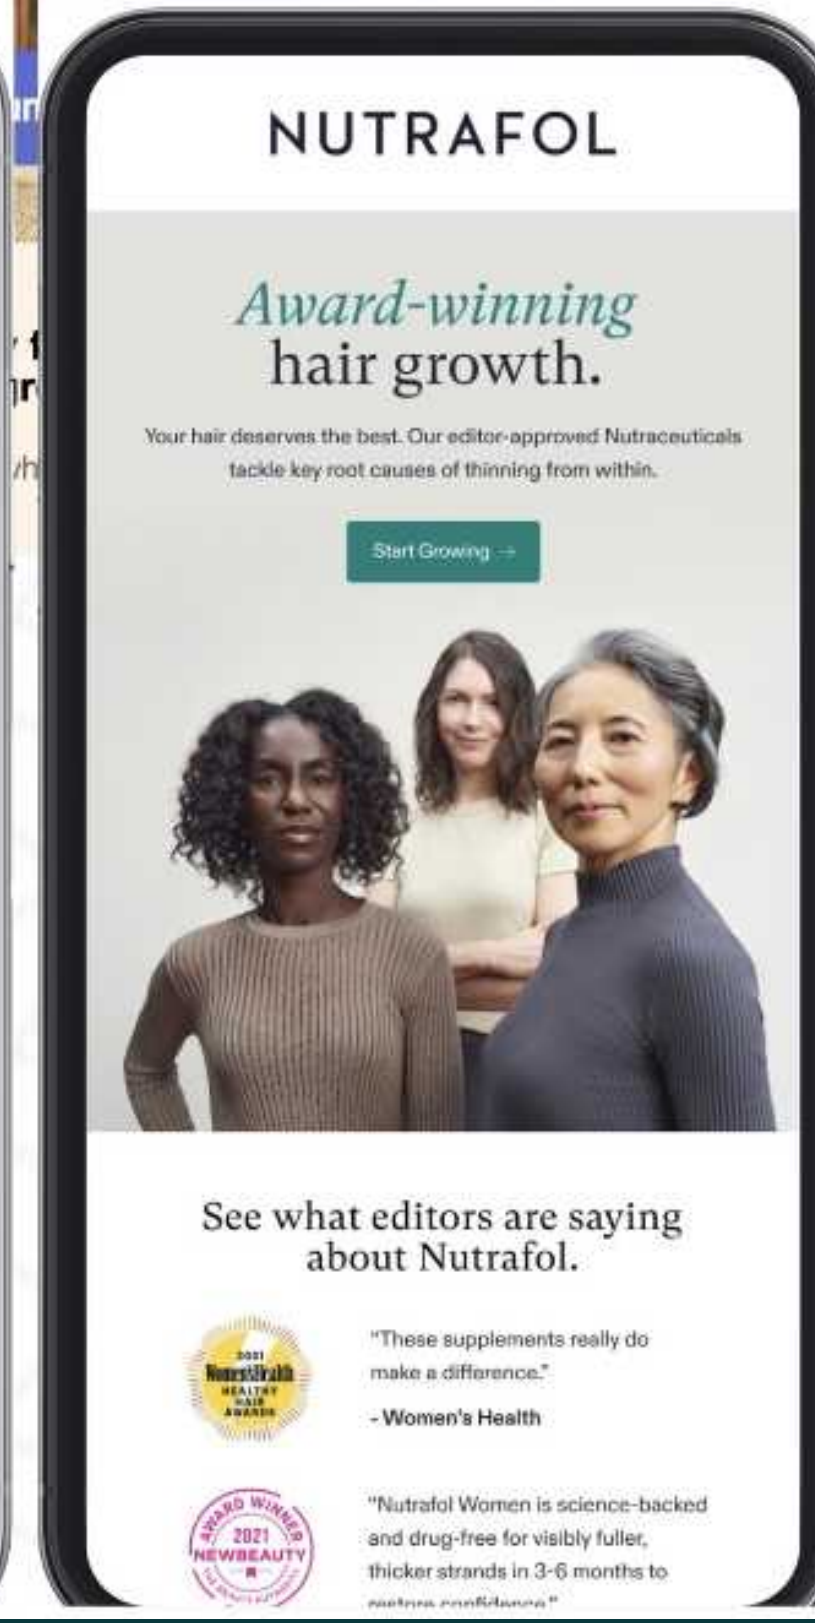 NUTRAFOL
Award-winning
hair growth.
Your hair deserves the best. Our editor-approved Nutraceuticals
tackle key root causes of thinning from within.
Start Growing →
See what editors are saying
about Nutrafol.
2021
Women'sHealth
HEALTHY
HAIR
AWARDS
"These supplements really do
make a difference."
- Women's Health
AWARD WINNER
2021
NEWBEAUTY
"Nutrafol Women is science-backed
and drug-free for visibly fuller,
thicker strands in 3-6 months to
restore confidence."